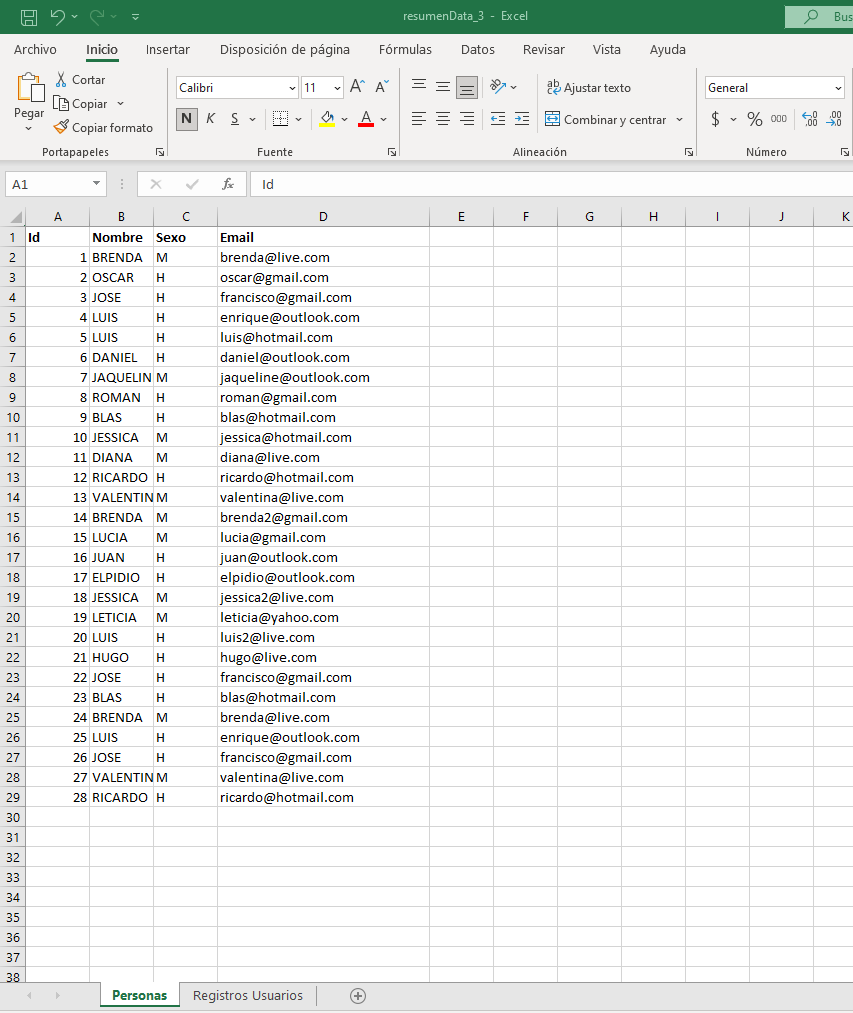 resumenData_3 - Excel
Bus
Archivo Inicio Insertar Disposición de página Fórmulas Datos Revisar Vista Ayuda
Pegar
Cortar
Copiar
Copiar formato
Portapapeles
Calibri 11 A A
N K S A
Fuente
ab Ajustar texto
Combinar y centrar
Alineación
General
$ % 000
Número
A1 fx Id
A B C D E F G H I J K
1 Id Nombre Sexo Email
2 1 BRENDA M brenda@live.com
3 2 OSCAR H oscar@gmail.com
4 3 JOSE H francisco@gmail.com
5 4 LUIS H enrique@outlook.com
6 5 LUIS H luis@hotmail.com
7 6 DANIEL H daniel@outlook.com
8 7 JAQUELIN M jaqueline@outlook.com
9 8 ROMAN H roman@gmail.com
10 9 BLAS H blas@hotmail.com
11 10 JESSICA M jessica@hotmail.com
12 11 DIANA M diana@live.com
13 12 RICARDO H ricardo@hotmail.com
14 13 VALENTIN M valentina@live.com
15 14 BRENDA M brenda2@gmail.com
16 15 LUCIA M lucia@gmail.com
17 16 JUAN H juan@outlook.com
18 17 ELPIDIO H elpidio@outlook.com
19 18 JESSICA M jessica2@live.com
20 19 LETICIA M leticia@yahoo.com
21 20 LUIS H luis2@live.com
22 21 HUGO H hugo@live.com
23 22 JOSE H francisco@gmail.com
24 23 BLAS H blas@hotmail.com
25 24 BRENDA M brenda@live.com
26 25 LUIS H enrique@outlook.com
27 26 JOSE H francisco@gmail.com
28 27 VALENTIN M valentina@live.com
29 28 RICARDO H ricardo@hotmail.com
30
31
32
33
34
35
36
37
38
Personas Registros Usuarios